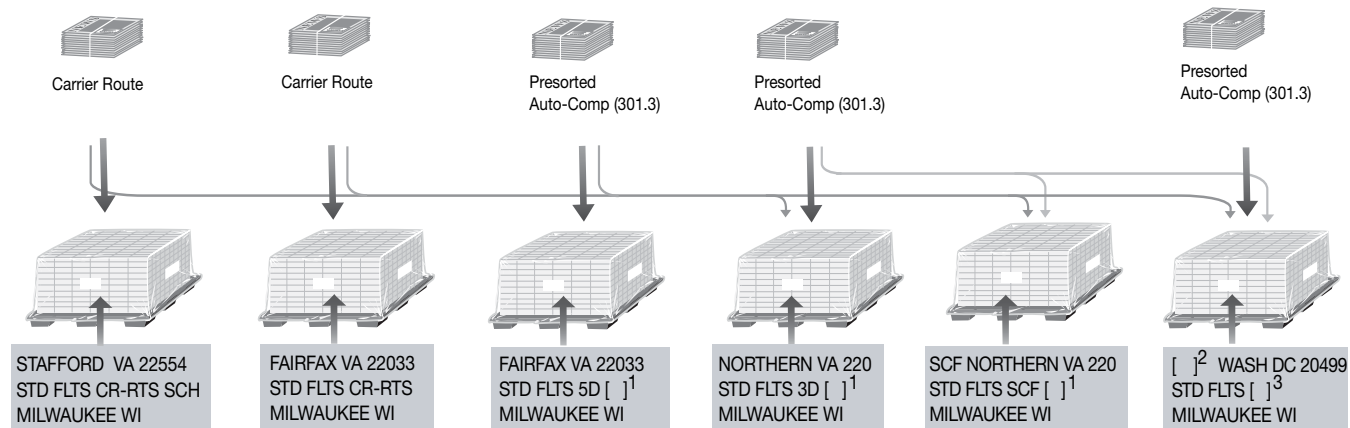 Carrier Route
Carrier Route
Presorted
Auto-Comp (301.3)
Presorted
Auto-Comp (301.3)
Presorted
Auto-Comp (301.3)
STAFFORD VA 22554
STD FLTS CR-RTS SCH
MILWAUKEE WI
FAIRFAX VA 22033
STD FLTS CR-RTS
MILWAUKEE WI
FAIRFAX VA 22033
STD FLTS 5D [ ]1
MILWAUKEE WI
NORTHERN VA 220
STD FLTS 3D [ ]1
MILWAUKEE WI
SCF NORTHERN VA 220
STD FLTS SCF [ ]1
MILWAUKEE WI
[ ]2 WASH DC 20499
STD FLTS [ ]3
MILWAUKEE WI